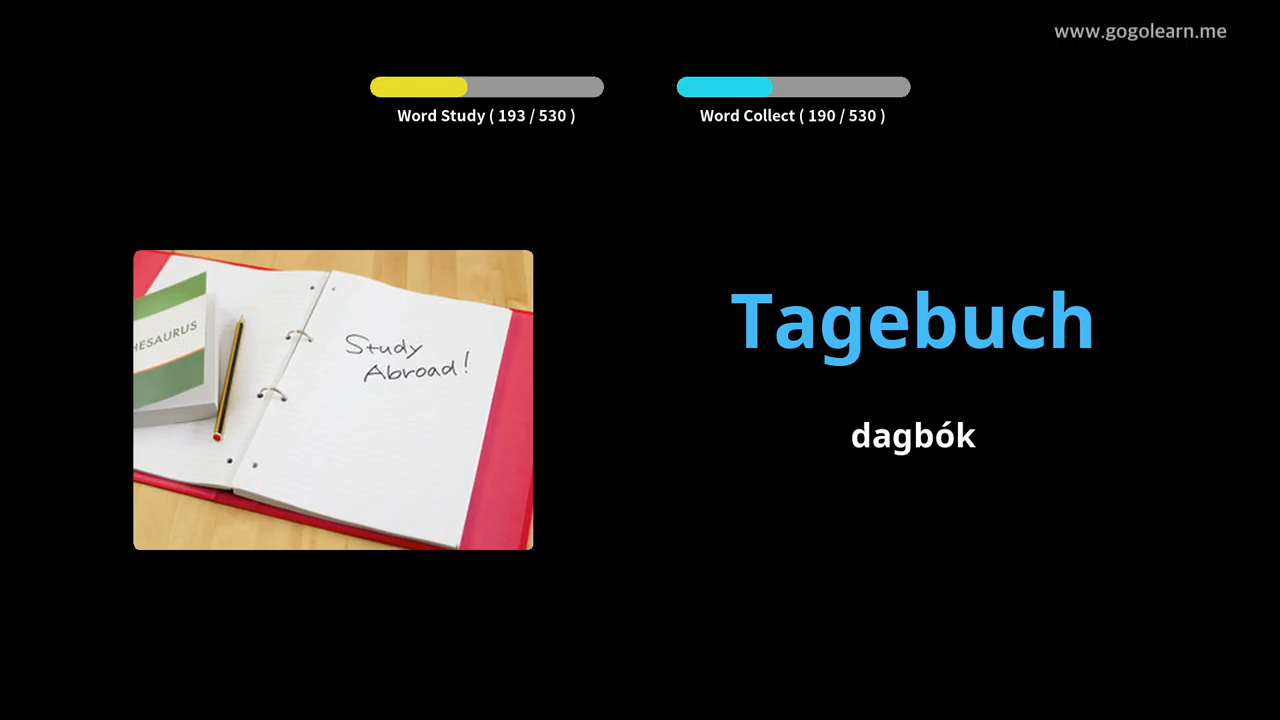 www.gogolearn.me
Word Study ( 193 / 530 )
Word Collect ( 190 / 530 )
HESAURUS
Study
Abroad!
Tagebuch
dagbók